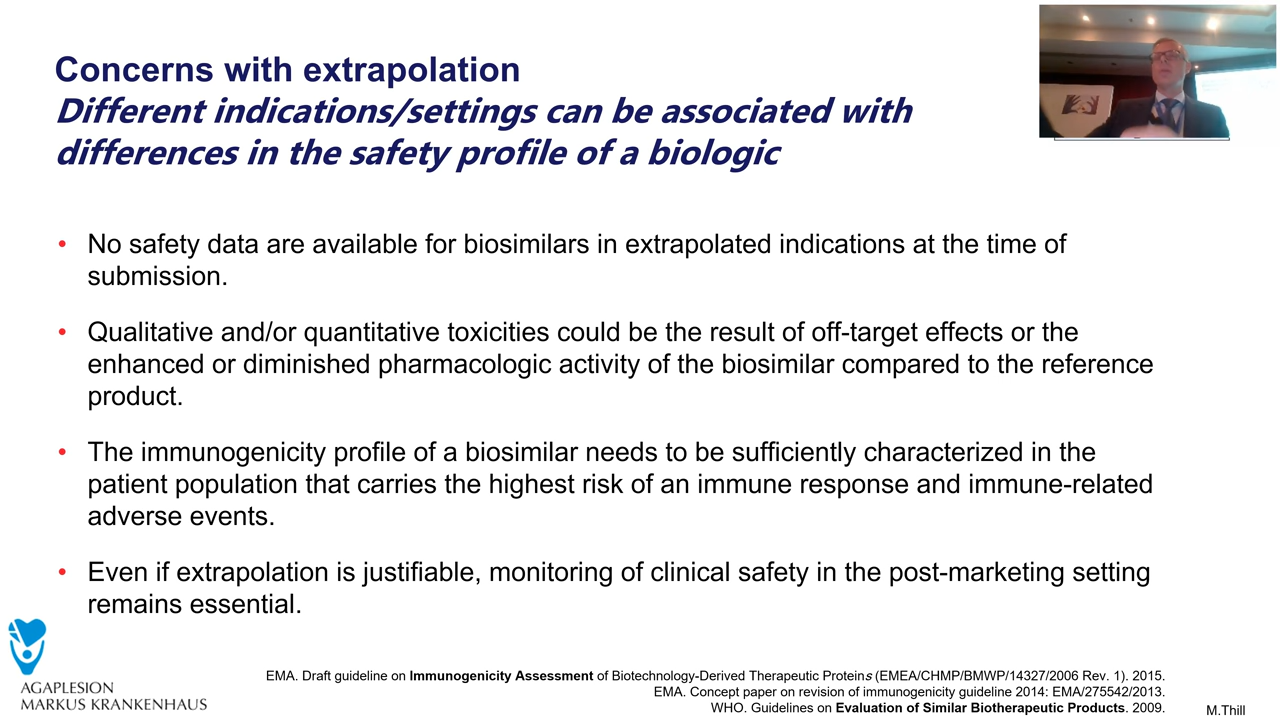 Concerns with extrapolation
Different indications/settings can be associated with
differences in the safety profile of a biologic
• No safety data are available for biosimilars in extrapolated indications at the time of
submission.
• Qualitative and/or quantitative toxicities could be the result of off-target effects or the
enhanced or diminished pharmacologic activity of the biosimilar compared to the reference
product.
• The immunogenicity profile of a biosimilar needs to be sufficiently characterized in the
patient population that carries the highest risk of an immune response and immune-related
adverse events.
• Even if extrapolation is justifiable, monitoring of clinical safety in the post-marketing setting
remains essential.
AGAPLESION
MARKUS KRANKENHAUS
EMA. Draft guideline on Immunogenicity Assessment of Biotechnology-Derived Therapeutic Proteins (EMEA/CHMP/BMWP/14327/2006 Rev. 1). 2015.
EMA. Concept paper on revision of immunogenicity guideline 2014: EMA/275542/2013.
WHO. Guidelines on Evaluation of Similar Biotherapeutic Products. 2009.
M.Thill